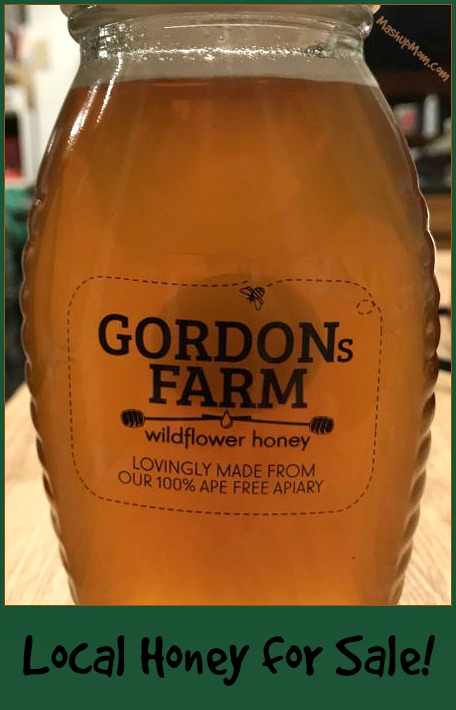 MashupMom.com
GORDONs
FARM
wildflower honey
LOVINGLY MADE FROM
OUR 100% APE FREE APIARY
Local Honey for Sale!